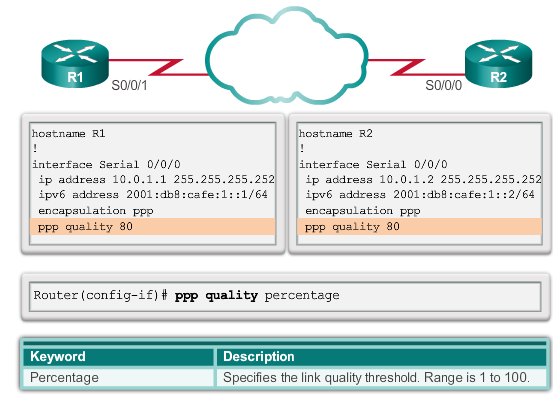 R1
S0/0/1
S0/0/0
R2
hostname R1
!
interface Serial 0/0/0
ip address 10.0.1.1 255.255.255.252
ipv6 address 2001:db8:cafe:1::1/64
encapsulation ppp
ppp quality 80
hostname R2
!
interface Serial 0/0/0
ip address 10.0.1.2 255.255.255.252
ipv6 address 2001:db8:cafe:1::2/64
encapsulation ppp
ppp quality 80
Router(config-if)# ppp quality percentage
Keyword Description
Percentage Specifies the link quality threshold. Range is 1 to 100.